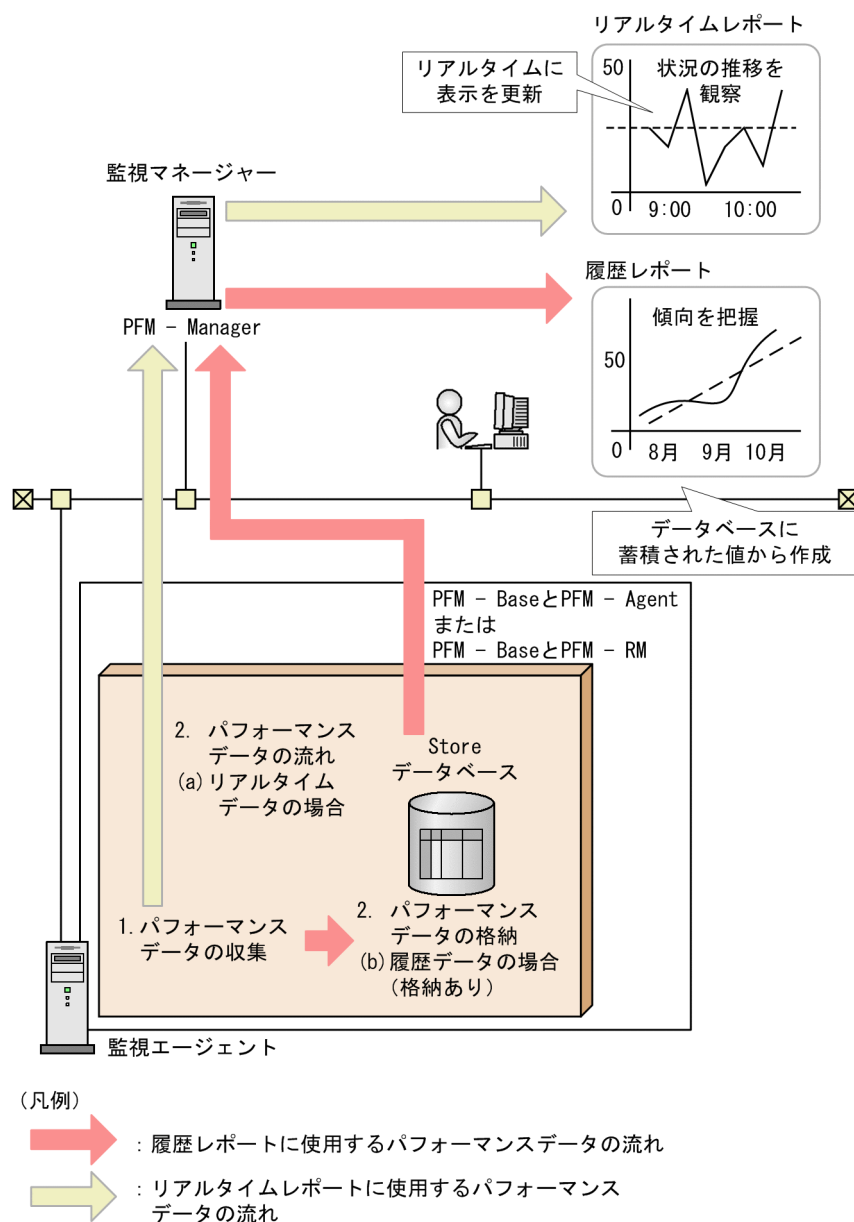 リアルタイムレポート
リアルタイムに
表示を更新
50
状況の推移を
観察
0
9:00
10:00
監視マネージャー
PFM - Manager
履歴レポート
傾向を把握
50
0
8月
9月
10月
データベースに
蓄積された値から作成
PFM - BaseとPFM - Agent
または
PFM - BaseとPFM - RM
2. パフォーマンス
データの流れ
(a)リアルタイム
データの場合
Store
データベース
1.パフォーマンス
データの収集
2. パフォーマンス
データの格納
(b)履歴データの場合
(格納あり)
監視エージェント
(凡例)
:履歴レポートに使用するパフォーマンスデータの流れ
:リアルタイムレポートに使用するパフォーマンス
データの流れ